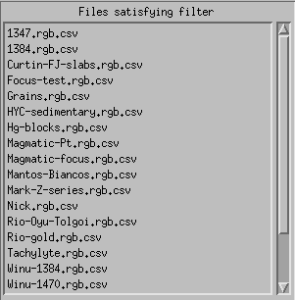 Files satisfying filter
1347.rgb.csv
1384.rgb.csv
Curtin-FJ-slabs.rgb.csv
Focus-test.rgb.csv
Grains.rgb.csv
HYC-sedimentary.rgb.csv
Hg-blocks.rgb.csv
Magmatic-Pt.rgb.csv
Magmatic-focus.rgb.csv
Mantos-Biancos.rgb.csv
Mark-Z-series.rgb.csv
Nick.rgb.csv
Rio-Oyu-Tolgoi.rgb.csv
Rio-gold.rgb.csv
Tachylyte.rgb.csv
Winu-1384.rgb.csv
Winu-1470.rgb.csv